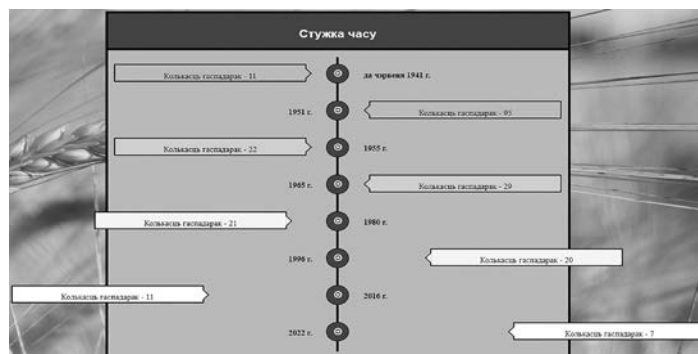 Стужка часу
Колькасць гаспадарак - 11
да чэрвеня 1941 г.
1951 г.
Колькасць гаспадарак - 95
Колькасць гаспадарак - 22
1955 г.
1965 г.
Колькасць гаспадарак - 29
Колькасць гаспадарак - 21
1980 г.
1996 г.
Колькасць гаспадарак - 20
Колькасць гаспадарак - 11
2016 г.
2022 г.
Колькасць гаспадарак - 7